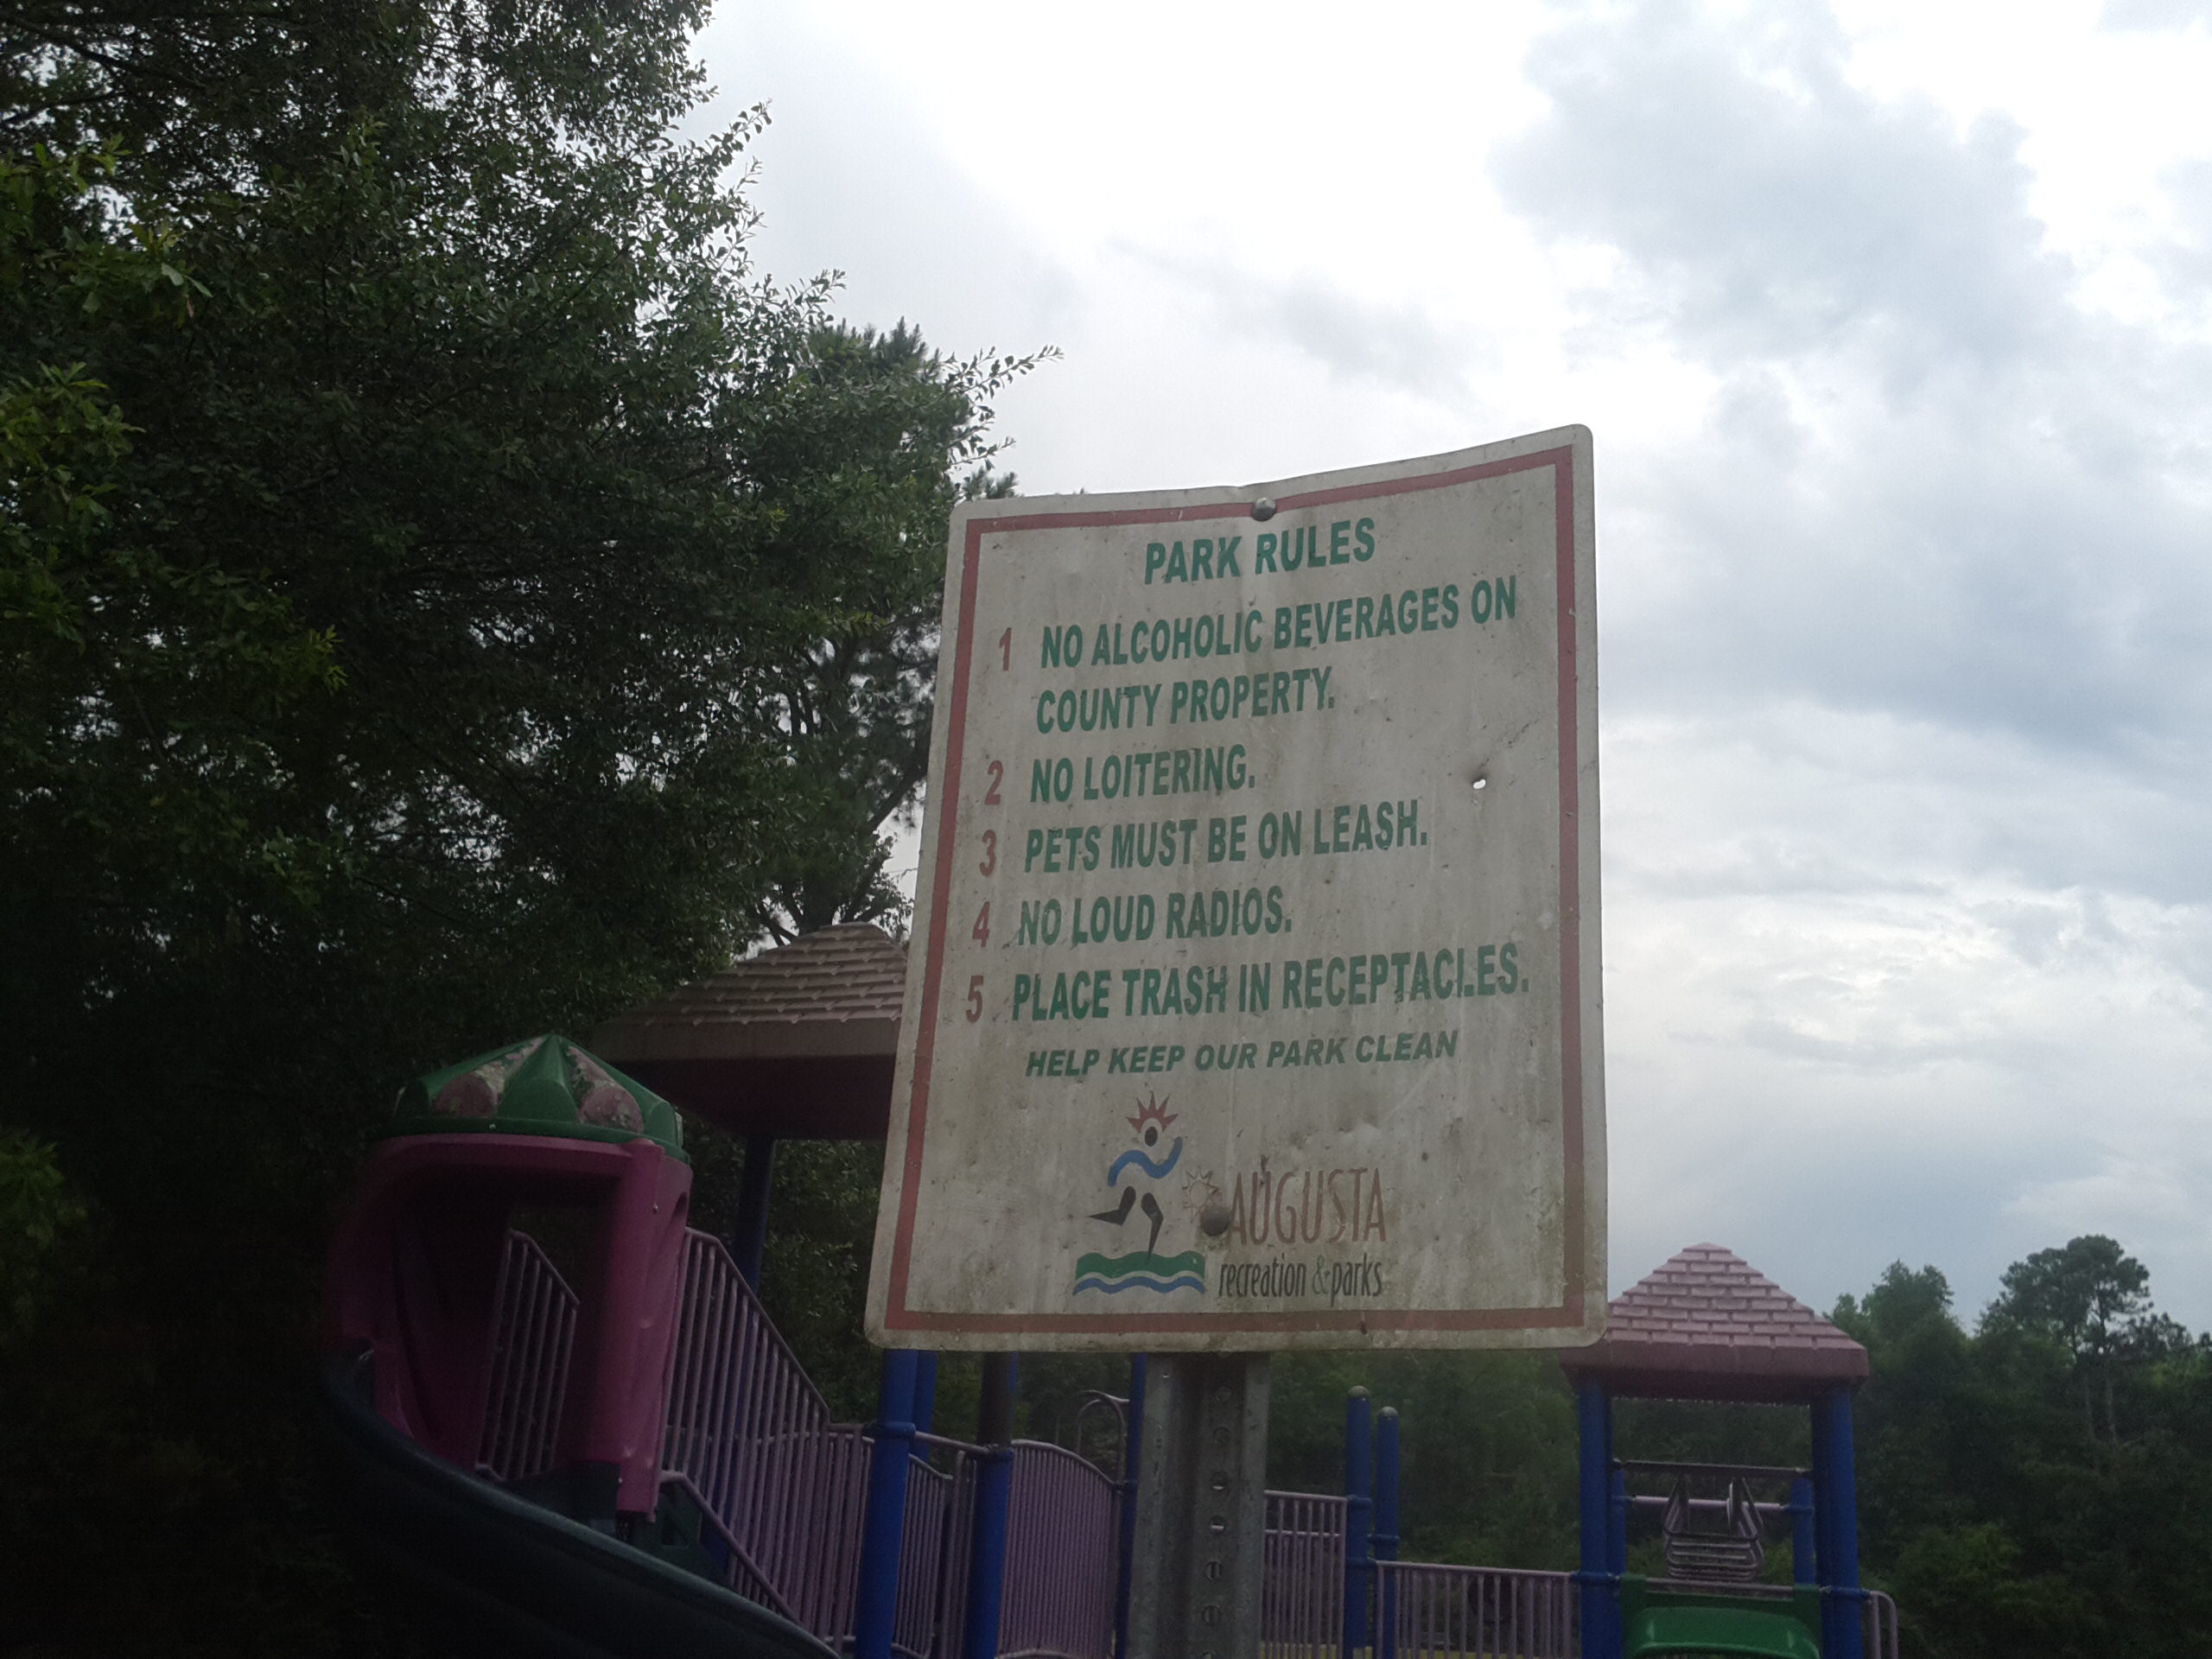 PARK RULES
1 NO ALCOHOLIC BEVERAGES ON
COUNTY PROPERTY.
2 NO LOITERING.
3 PETS MUST BE ON LEASH.
4 NO LOUD RADIOS.
5 PLACE TRASH IN RECEPTACLES.
HELP KEEP OUR PARK CLEAN
AUGUSTA
recreation & parks